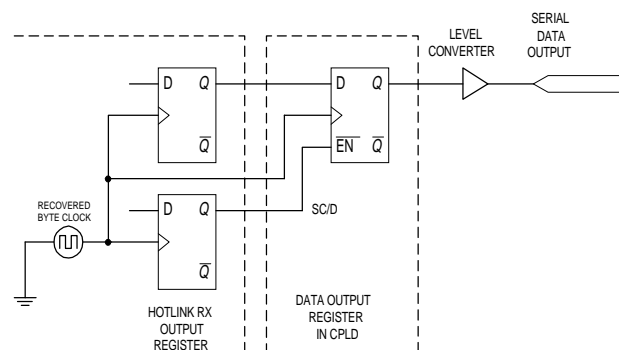 SERIAL
DATA
OUTPUT
LEVEL
CONVERTER
D Q
Q
D Q
EN Q
RECOVERED
BYTE CLOCK
D Q
Q
SC/D
HOTLINK RX
OUTPUT
REGISTER
DATA OUTPUT
REGISTER
IN CPLD